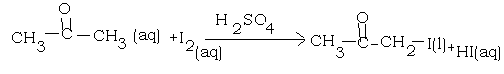 O H₂SO₄ O
CH₃-C-CH₃ (aq) +I₂(aq) → CH₃-C-CH₂-I(l)+HI(aq)